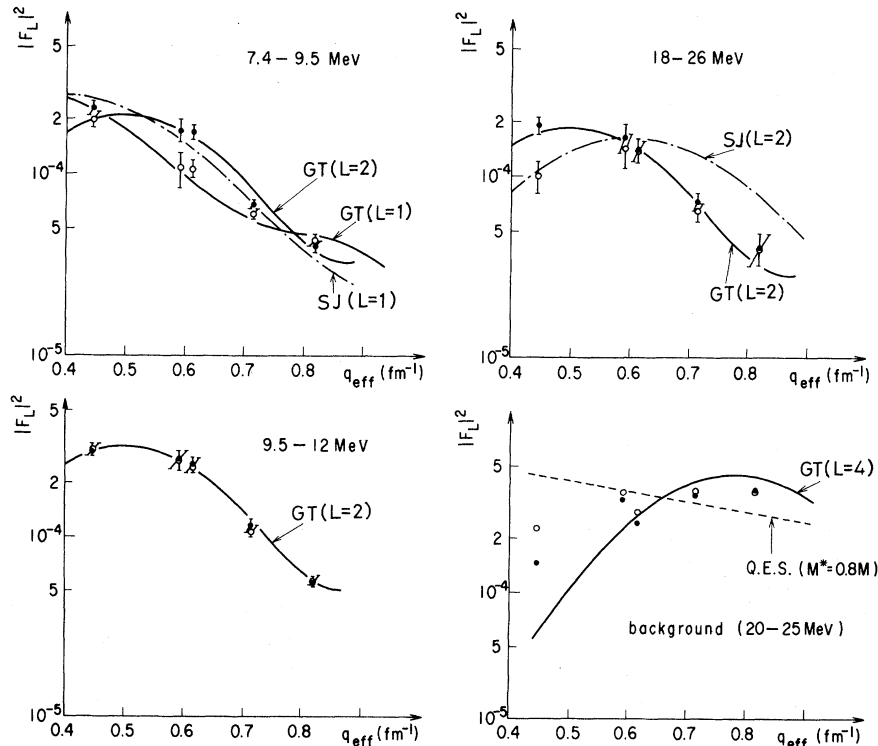 |F_L|²
7.4 – 9.5 MeV
5
2
10⁻⁴
5
10⁻⁵
GT(L=2)
GT(L=1)
SJ(L=1)
0.4 0.5 0.6 0.7 0.8 q_eff (fm⁻¹)
|F_L|²
18 – 26 MeV
5
2
10⁻⁴
5
10⁻⁵
SJ(L=2)
GT(L=2)
0.4 0.5 0.6 0.7 0.8 q_eff (fm⁻¹)
|F_L|²
9.5 – 12 MeV
5
2
10⁻⁴
5
10⁻⁵
GT(L=2)
0.4 0.5 0.6 0.7 0.8 q_eff (fm⁻¹)
|F_L|²
5
2
10⁻⁴
5
10⁻⁵
GT(L=4)
Q.E.S. (M*=0.8M)
background (20–25MeV)
0.4 0.5 0.6 0.7 0.8 q_eff (fm⁻¹)